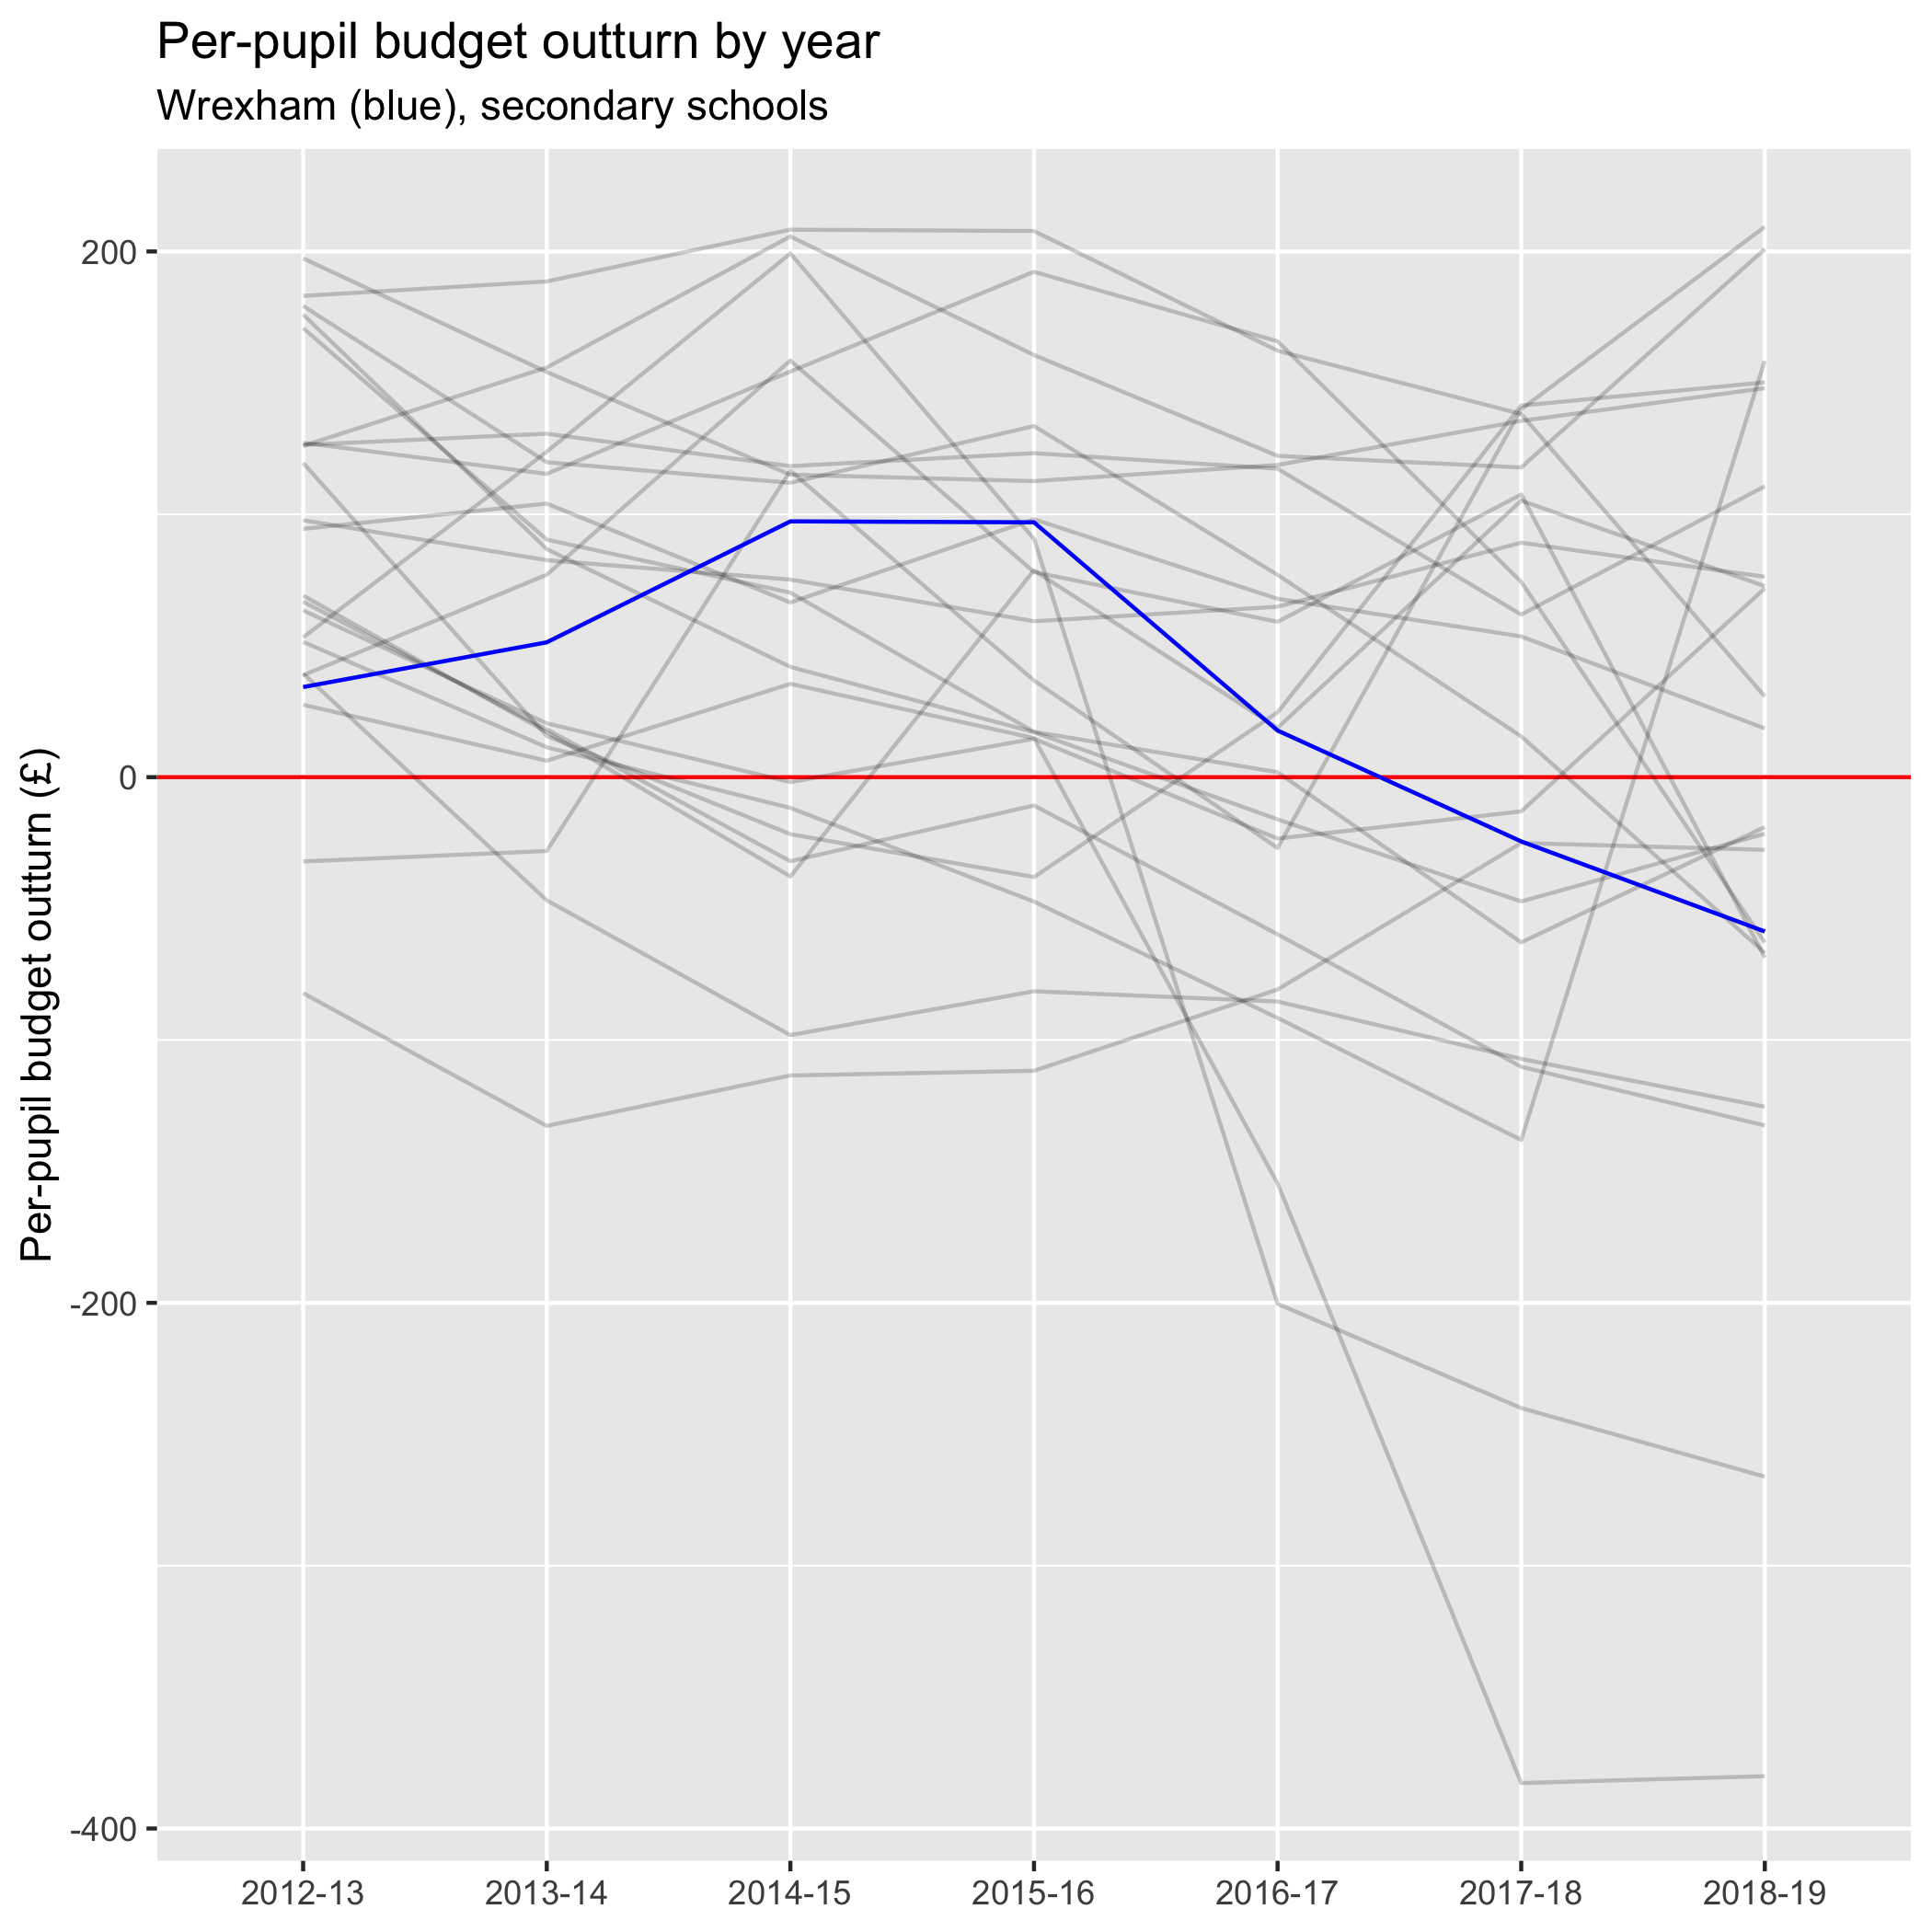 Per-pupil budget outturn by year
Wrexham (blue), secondary schools
Per-pupil budget outturn (£)
200
0
-200
-400
2012-13 2013-14 2014-15 2015-16 2016-17 2017-18 2018-19